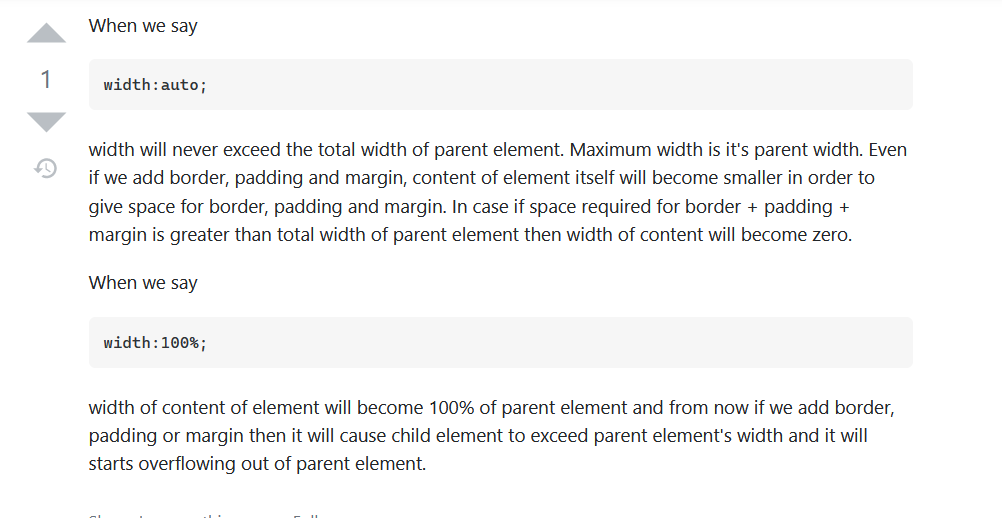 When we say
1
width:auto;
width will never exceed the total width of parent element. Maximum width is it's parent width. Even
if we add border, padding and margin, content of element itself will become smaller in order to
give space for border, padding and margin. In case if space required for border + padding +
margin is greater than total width of parent element then width of content will become zero.
When we say
width:100%;
width of content of element will become 100% of parent element and from now if we add border,
padding or margin then it will cause child element to exceed parent element's width and it will
starts overflowing out of parent element.